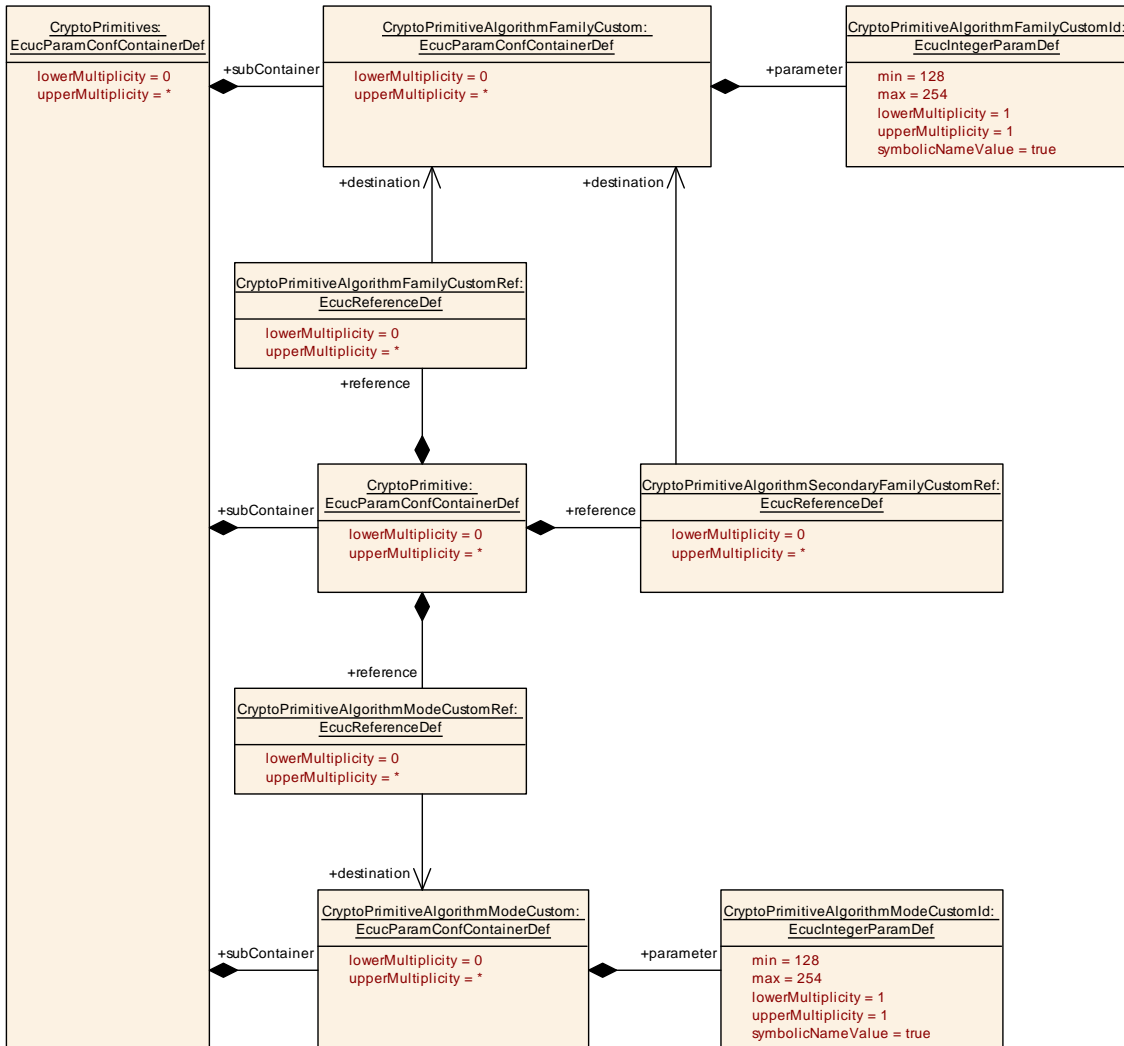 CryptoPrimitives:
EcucParamConfContainerDef
lowerMultiplicity = 0
upperMultiplicity = *
+subContainer
CryptoPrimitiveAlgorithmFamilyCustom:
EcucParamConfContainerDef
lowerMultiplicity = 0
upperMultiplicity = *
+parameter
CryptoPrimitiveAlgorithmFamilyCustomId:
EcucIntegerParamDef
min = 128
max = 254
lowerMultiplicity = 1
upperMultiplicity = 1
symbolicNameValue = true
+destination
+destination
CryptoPrimitiveAlgorithmFamilyCustomRef:
EcucReferenceDef
lowerMultiplicity = 0
upperMultiplicity = *
+reference
+subContainer
CryptoPrimitive:
EcucParamConfContainerDef
lowerMultiplicity = 0
upperMultiplicity = *
+reference
CryptoPrimitiveAlgorithmSecondaryFamilyCustomRef:
EcucReferenceDef
lowerMultiplicity = 0
upperMultiplicity = *
+reference
CryptoPrimitiveAlgorithmModeCustomRef:
EcucReferenceDef
lowerMultiplicity = 0
upperMultiplicity = *
+destination
+subContainer
CryptoPrimitiveAlgorithmModeCustom:
EcucParamConfContainerDef
lowerMultiplicity = 0
upperMultiplicity = *
+parameter
CryptoPrimitiveAlgorithmModeCustomId:
EcucIntegerParamDef
min = 128
max = 254
lowerMultiplicity = 1
upperMultiplicity = 1
symbolicNameValue = true